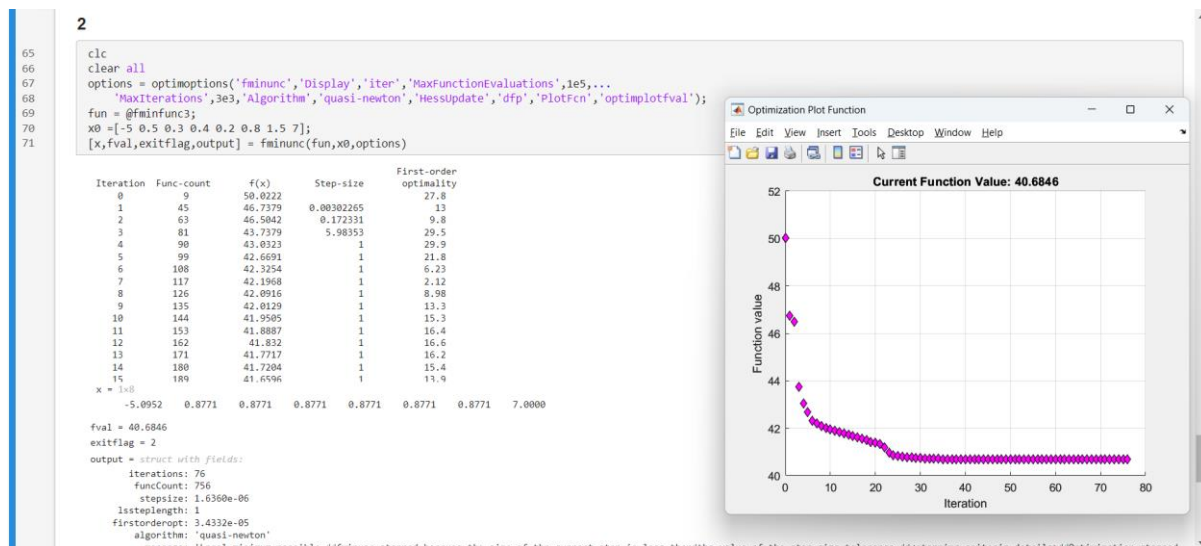 2
65 clc
66 clear all
67 options = optimoptions('fminunc','Display','iter','MaxFunctionEvaluations',1e5,...
68 'MaxIterations',3e3,'Algorithm','quasi-newton','HessUpdate','dfp','PlotFcn','optimplotfval');
69 fun = @fminfunc3;
70 x0 =[-5 0.5 0.3 0.4 0.2 0.8 1.5 7];
71 [x,fval,exitflag,output] = fminunc(fun,x0,options)
First-order
Iteration Func-count f(x) Step-size optimality
0 9 50.0222 27.8
1 45 46.7379 0.00302265 13
2 63 46.5042 0.172331 9.8
3 81 43.7379 5.98353 29.5
4 90 43.0323 1 29.9
5 99 42.6691 1 21.8
6 108 42.3254 1 6.23
7 117 42.1968 1 2.12
8 126 42.0916 1 8.98
9 135 42.0129 1 13.3
10 144 41.9505 1 15.3
11 153 41.8887 1 16.4
12 162 41.832 1 16.6
13 171 41.7717 1 16.2
14 180 41.7204 1 15.4
15 189 41.6596 1 13.9
x = 1x8
-5.0952 0.8771 0.8771 0.8771 0.8771 0.8771 0.8771 7.0000
fval = 40.6846
exitflag = 2
output = struct with fields:
iterations: 76
funcCount: 756
stepsize: 1.6360e-06
lssteplength: 1
firstorderopt: 3.4332e-05
algorithm: 'quasi-newton'
Optimization Plot Function
File Edit View Insert Tools Desktop Window Help
Current Function Value: 40.6846
52
50
48
46
44
42
40
Function value
0 10 20 30 40 50 60 70 80
Iteration